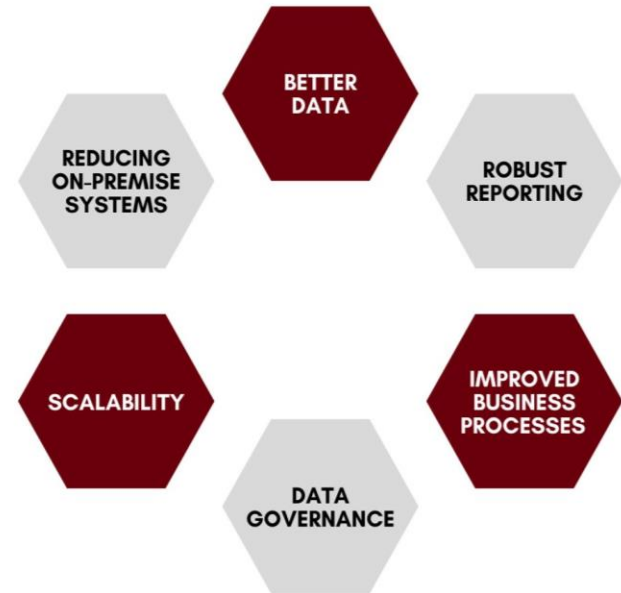 BETTER
DATA
ROBUST
REPORTING
IMPROVED
BUSINESS
PROCESSES
DATA
GOVERNANCE
SCALABILITY
REDUCING
ON-PREMISE
SYSTEMS